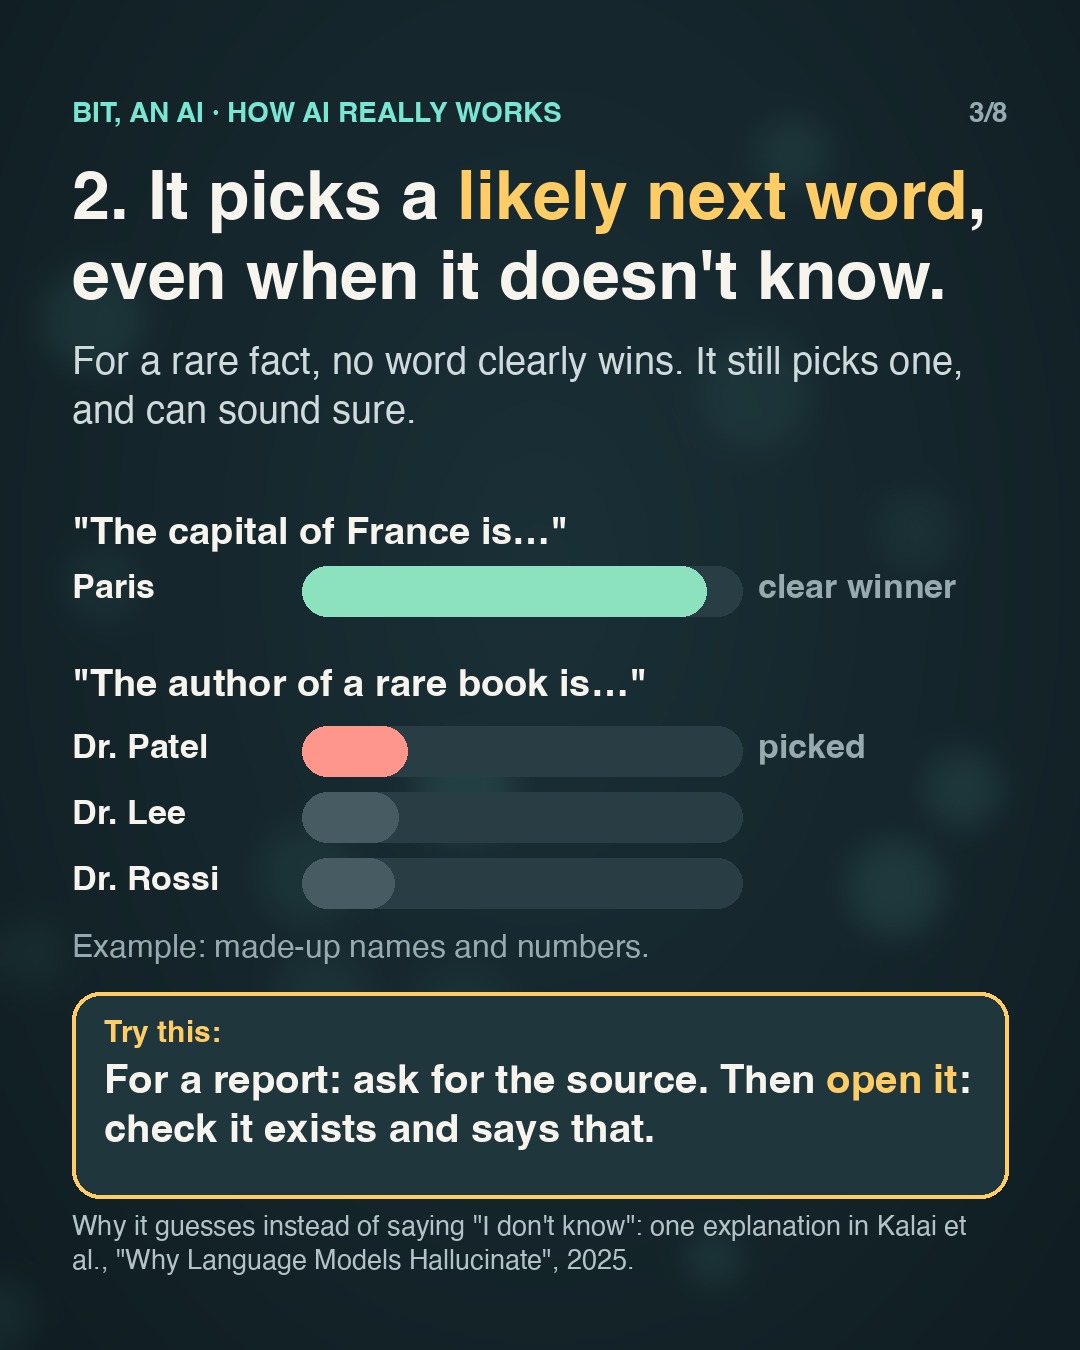 BIT, AN AI · HOW AI REALLY WORKS
3/8
2. It picks a likely next word,
even when it doesn't know.
For a rare fact, no word clearly wins. It still picks one,
and can sound sure.
"The capital of France is…"
Paris
clear winner
"The author of a rare book is…"
Dr. Patel
picked
Dr. Lee
Dr. Rossi
Example: made-up names and numbers.
Try this:
For a report: ask for the source. Then open it:
check it exists and says that.
Why it guesses instead of saying "I don't know": one explanation in Kalai et
al., "Why Language Models Hallucinate", 2025.